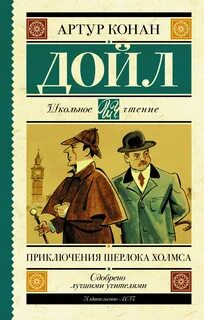 АРТУР КОНАН
ДОЙЛ
Школьное чтение
ПРИКЛЮЧЕНИЯ ШЕРЛОКА ХОЛМСА
Одобрено
лучшими учителями
Издательство АСТ